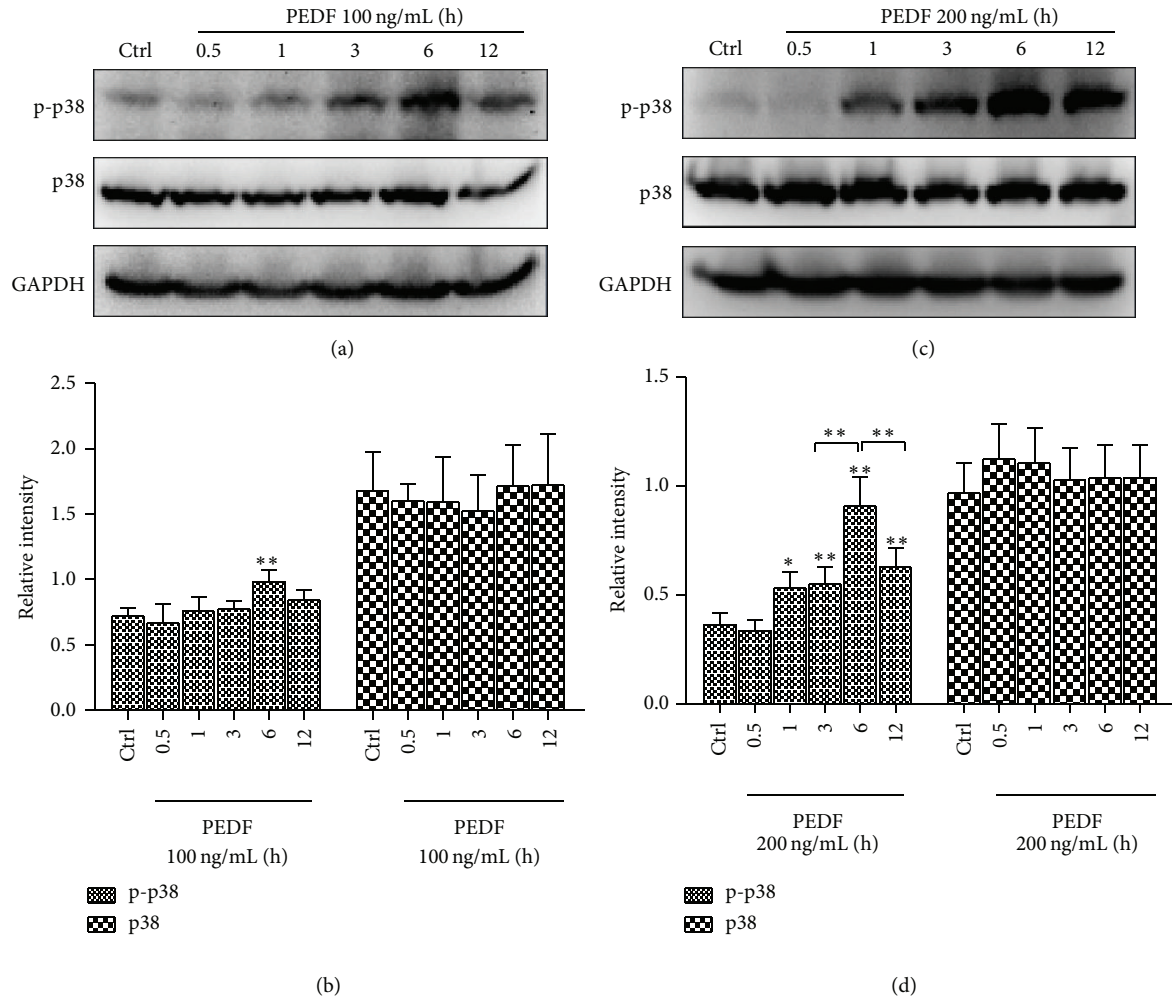 PEDF 100 ng/mL (h)
Ctrl 0.5 1 3 6 12
p-p38
p38
GAPDH
(a)
PEDF 200 ng/mL (h)
Ctrl 0.5 1 3 6 12
p-p38
p38
GAPDH
(c)
2.5
2.0
1.5
1.0
0.5
0.0
Relative intensity
**
Ctrl 0.5 1 3 6 12 Ctrl 0.5 1 3 6 12
PEDF PEDF
100 ng/mL (h) 100 ng/mL (h)
p-p38
p38
(b)
1.5
1.0
0.5
0.0
Relative intensity
** **
**
* ** **
Ctrl 0.5 1 3 6 12 Ctrl 0.5 1 3 6 12
PEDF PEDF
200 ng/mL (h) 200 ng/mL (h)
p-p38
p38
(d)